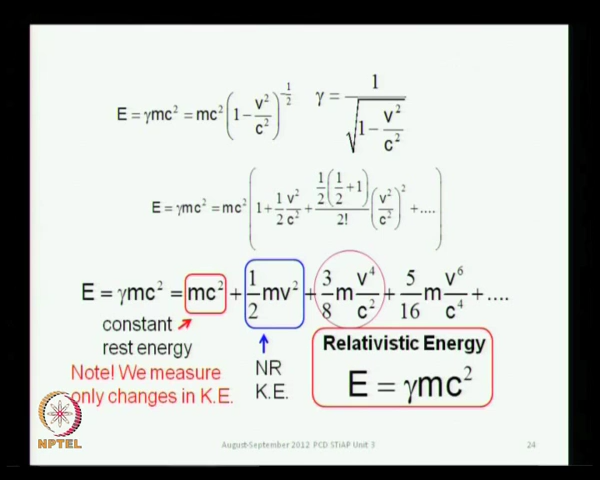 E = γmc² = mc² (1 − v²/c²)^(−1/2)   γ = 1/√(1 − v²/c²)
E = γmc² = mc² (1 + 1/2 v²/c² + (1/2(1/2+1))/2! (v²/c²)² + ....)
E = γmc² = mc² + 1/2 mv² + 3/8 m v⁴/c² + 5/16 m v⁶/c⁴ + ....
constant
rest energy
NR
K.E.
Note! We measure
only changes in K.E.
Relativistic Energy
E = γmc²
NPTEL
August-September 2012 PCD STiAP Unit 3
24